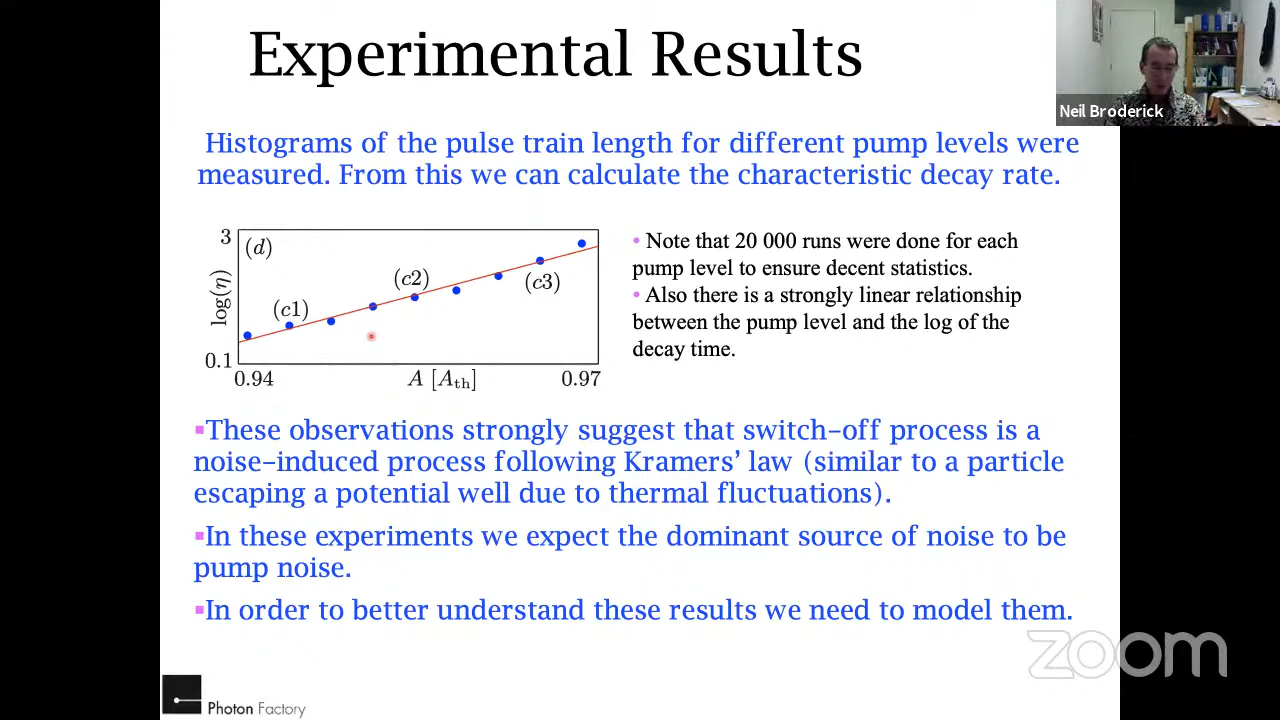 Experimental Results
Neil Broderick
Histograms of the pulse train length for different pump levels were
measured. From this we can calculate the characteristic decay rate.
3
(d)
log(η)
(c1)
(c2)
(c3)
0.1
0.94
A [Ath]
0.97
• Note that 20 000 runs were done for each
pump level to ensure decent statistics.
• Also there is a strongly linear relationship
between the pump level and the log of the
decay time.
▪These observations strongly suggest that switch-off process is a
noise-induced process following Kramers’ law (similar to a particle
escaping a potential well due to thermal fluctuations).
▪In these experiments we expect the dominant source of noise to be
pump noise.
▪In order to better understand these results we need to model them.
zoom
Photon Factory